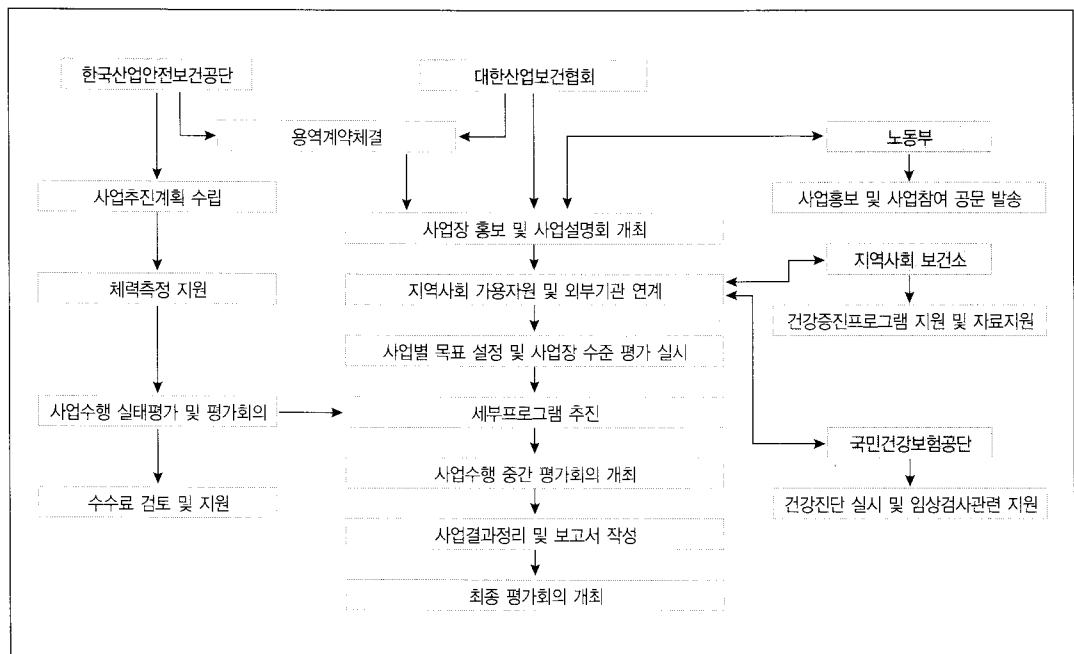 한국산업안전보건공단
대한산업보건협회
용역계약체결
노동부
사업추진계획 수립
사업홍보 및 사업참여 공문 발송
사업장 홍보 및 사업설명회 개최
지역사회 보건소
체력측정 지원
지역사회 가용자원 및 외부기관 연계
건강증진프로그램 지원 및 자료지원
사업별 목표 설정 및 사업장 수준 평가 실시
사업수행 실태평가 및 평가회의
세부프로그램 추진
국민건강보험공단
사업수행 중간 평가회의 개최
수수료 검토 및 지원
건강진단 실시 및 임상검사관련 지원
사업결과정리 및 보고서 작성
최종 평가회의 개최